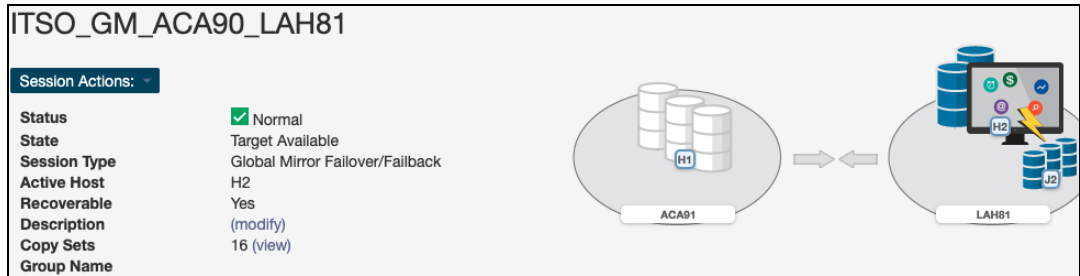 ITSO_GM_ACA90_LAH81
Session Actions:
Status Normal
State Target Available
Session Type Global Mirror Failover/Failback
Active Host H2
Recoverable Yes
Description (modify)
Copy Sets 16 (view)
Group Name
H1
ACA91
$
@
H2
J2
LAH81